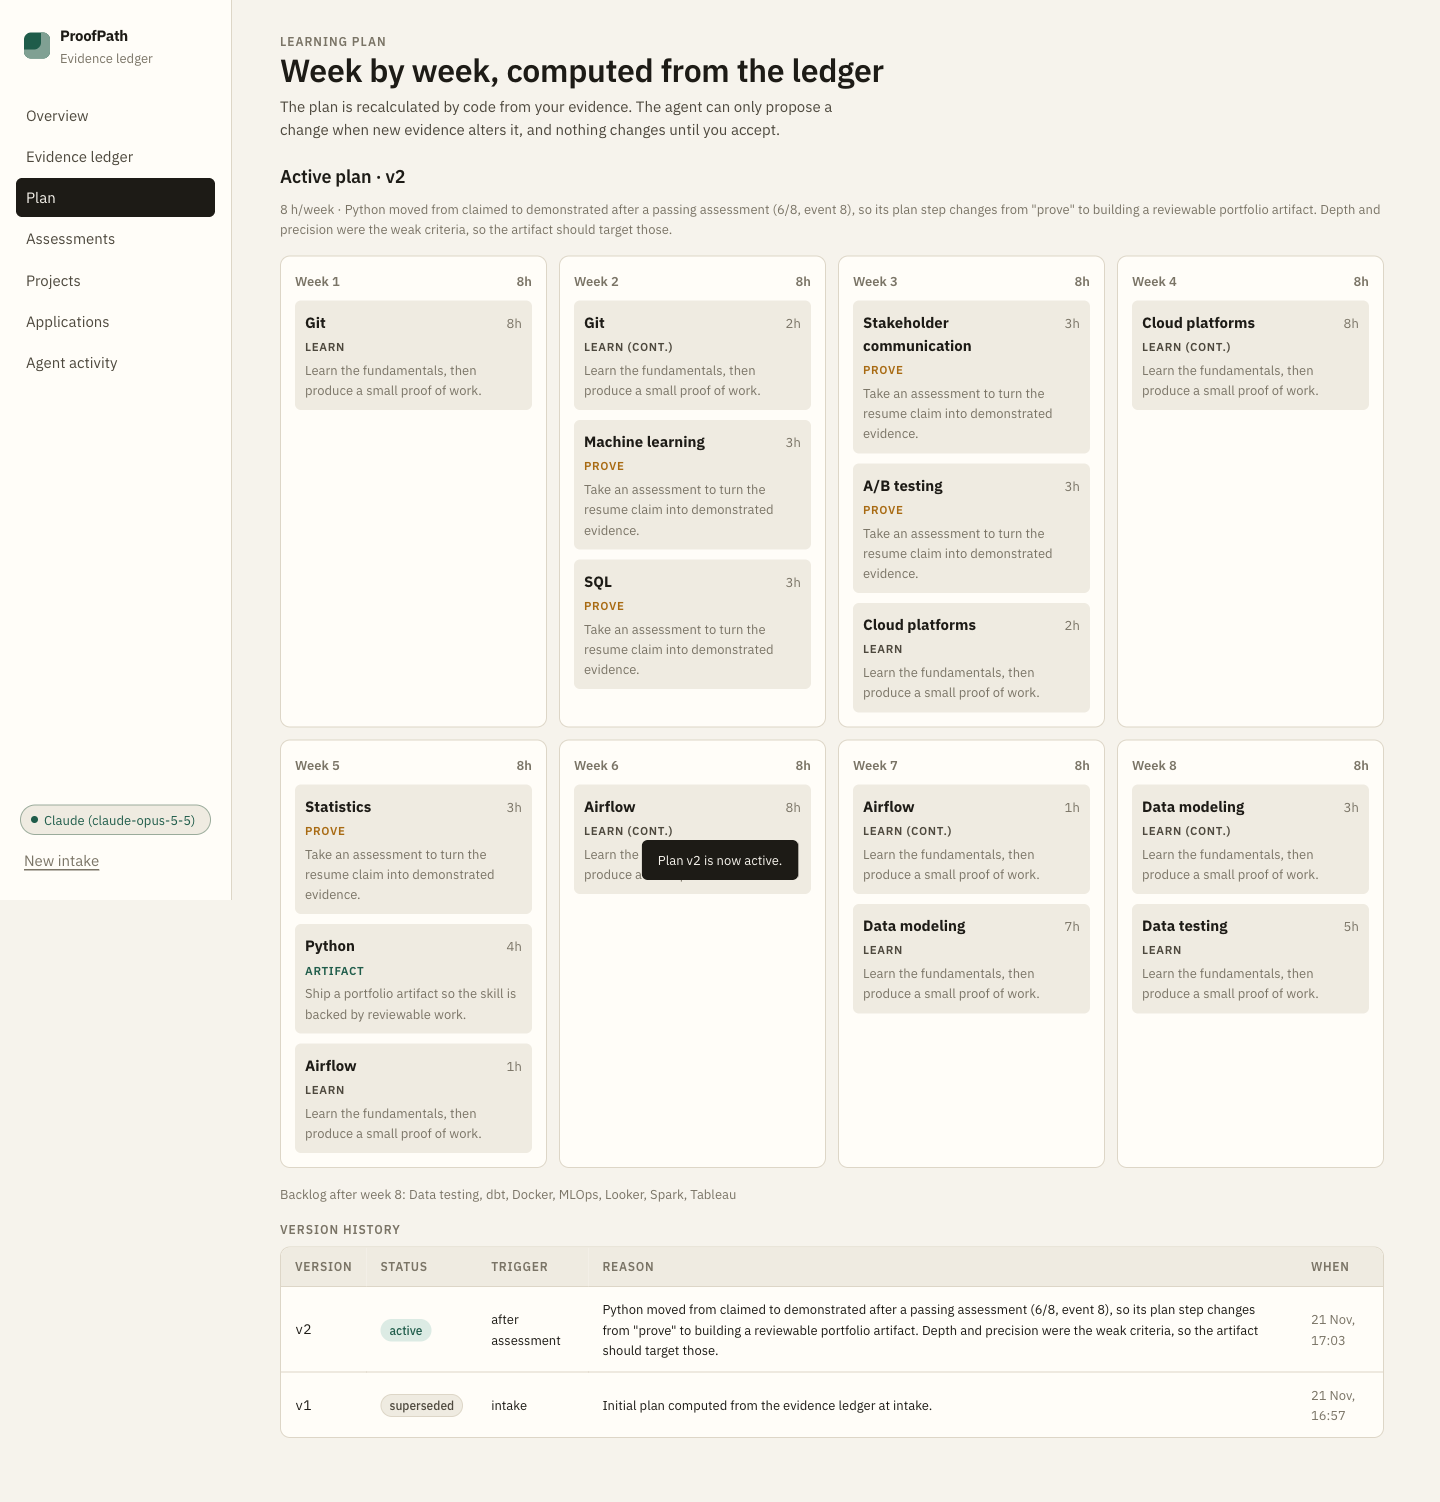 ProofPath
Evidence ledger
Overview
Evidence ledger
Plan
Assessments
Projects
Applications
Agent activity
Claude (claude-opus-5-5)
New intake
LEARNING PLAN
Week by week, computed from the ledger
The plan is recalculated by code from your evidence. The agent can only propose a
change when new evidence alters it, and nothing changes until you accept.
Active plan · v2
8 h/week · Python moved from claimed to demonstrated after a passing assessment (6/8, event 8), so its plan step changes from "prove" to building a reviewable portfolio artifact. Depth and
precision were the weak criteria, so the artifact should target those.
Week 1 8h
Git 8h
LEARN
Learn the fundamentals, then
produce a small proof of work.
Week 2 8h
Git 2h
LEARN (CONT.)
Learn the fundamentals, then
produce a small proof of work.
Machine learning 3h
PROVE
Take an assessment to turn the
resume claim into demonstrated
evidence.
SQL 3h
PROVE
Take an assessment to turn the
resume claim into demonstrated
evidence.
Week 3 8h
Stakeholder 3h
communication
PROVE
Take an assessment to turn the
resume claim into demonstrated
evidence.
A/B testing 3h
PROVE
Take an assessment to turn the
resume claim into demonstrated
evidence.
Cloud platforms 2h
LEARN
Learn the fundamentals, then
produce a small proof of work.
Week 4 8h
Cloud platforms 8h
LEARN (CONT.)
Learn the fundamentals, then
produce a small proof of work.
Week 5 8h
Statistics 3h
PROVE
Take an assessment to turn the
resume claim into demonstrated
evidence.
Python 4h
ARTIFACT
Ship a portfolio artifact so the skill is
backed by reviewable work.
Airflow 1h
LEARN
Learn the fundamentals, then
produce a small proof of work.
Week 6 8h
Airflow 8h
LEARN (CONT.)
Learn the
produce a
Plan v2 is now active.
Week 7 8h
Airflow 1h
LEARN (CONT.)
Learn the fundamentals, then
produce a small proof of work.
Data modeling 7h
LEARN
Learn the fundamentals, then
produce a small proof of work.
Week 8 8h
Data modeling 3h
LEARN (CONT.)
Learn the fundamentals, then
produce a small proof of work.
Data testing 5h
LEARN
Learn the fundamentals, then
produce a small proof of work.
Backlog after week 8: Data testing, dbt, Docker, MLOps, Looker, Spark, Tableau
VERSION HISTORY
VERSION STATUS TRIGGER REASON WHEN
v2 active after assessment Python moved from claimed to demonstrated after a passing assessment (6/8, event 8), so its plan step changes
from "prove" to building a reviewable portfolio artifact. Depth and precision were the weak criteria, so the artifact
should target those. 21 Nov, 17:03
v1 superseded intake Initial plan computed from the evidence ledger at intake. 21 Nov, 16:57